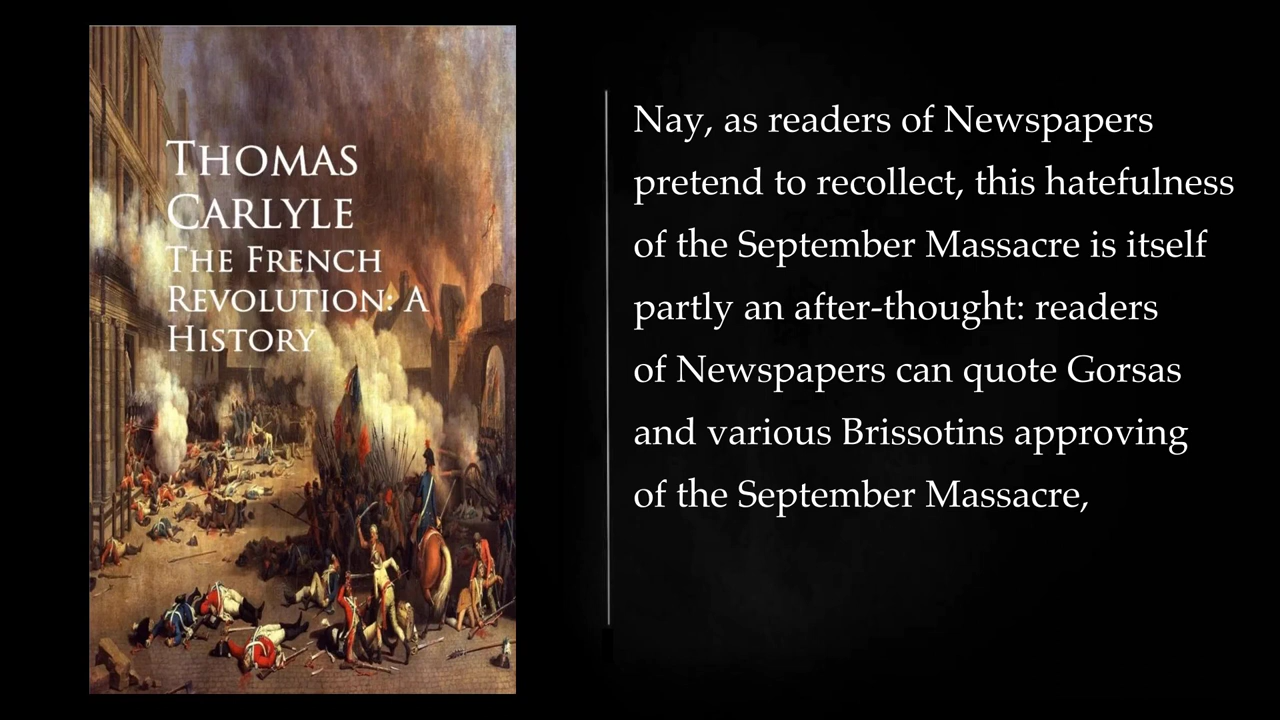 THOMAS
CARLYLE
THE FRENCH
REVOLUTION: A
HISTORY
Nay, as readers of Newspapers
pretend to recollect, this hatefulness
of the September Massacre is itself
partly an after-thought: readers
of Newspapers can quote Gorsas
and various Brissotins approving
of the September Massacre,